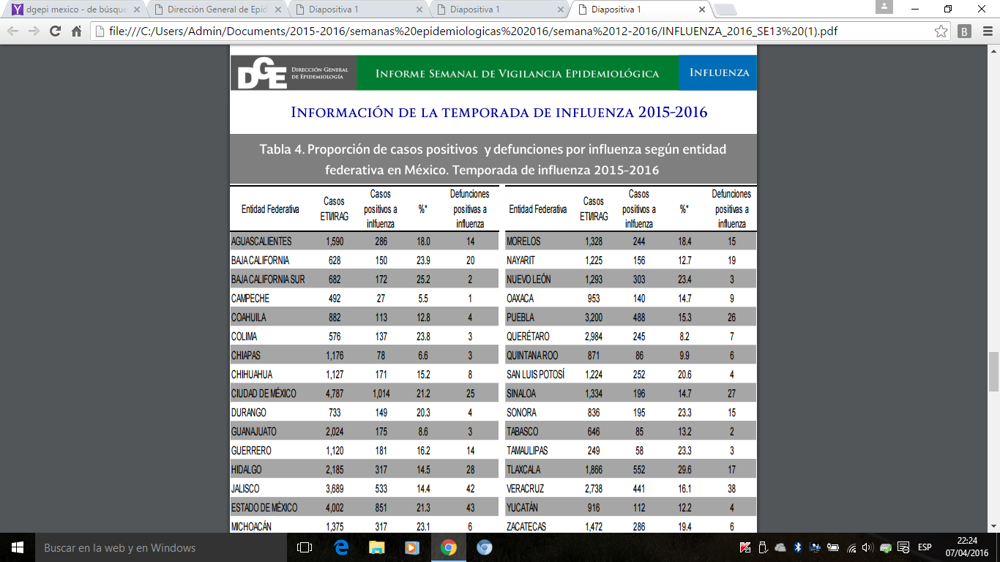 dgepi mexico - de búsque
Dirección General de Epid
Diapositiva 1
Diapositiva 1
Diapositiva 1
file:///C:/Users/Admin/Documents/2015-2016/semanas%20epidemiologicas%202016/semana%2012-2016/INFLUENZA_2016_SE13%20(1).pdf
DGE DIRECCIÓN GENERAL DE EPIDEMIOLOGÍA
INFORME SEMANAL DE VIGILANCIA EPIDEMIOLÓGICA
INFLUENZA
INFORMACIÓN DE LA TEMPORADA DE INFLUENZA 2015-2016
Tabla 4. Proporción de casos positivos y defunciones por influenza según entidad
federativa en México. Temporada de influenza 2015-2016
Entidad Federativa Casos ETI/IRAG Casos positivos a inlfuenza %* Defunciones positivas a influenza Entidad Federativa Casos ETI/IRAG Casos positivos a inlfuenza %* Defunciones positivas a influenza
AGUASCALIENTES 1,590 286 18.0 14 MORELOS 1,328 244 18.4 15
BAJA CALIFORNIA 628 150 23.9 20 NAYARIT 1,225 156 12.7 19
BAJA CALIFORNIA SUR 682 172 25.2 2 NUEVO LEÓN 1,293 303 23.4 3
CAMPECHE 492 27 5.5 1 OAXACA 953 140 14.7 9
COAHUILA 882 113 12.8 4 PUEBLA 3,200 488 15.3 26
COLIMA 576 137 23.8 3 QUERÉTARO 2,984 245 8.2 7
CHIAPAS 1,176 78 6.6 3 QUINTANA ROO 871 86 9.9 6
CHIHUAHUA 1,127 171 15.2 8 SAN LUIS POTOSÍ 1,224 252 20.6 4
CIUDAD DE MÉXICO 4,787 1,014 21.2 25 SINALOA 1,334 196 14.7 27
DURANGO 733 149 20.3 4 SONORA 836 195 23.3 15
GUANAJUATO 2,024 175 8.6 3 TABASCO 646 85 13.2 2
GUERRERO 1,120 181 16.2 14 TAMAULIPAS 249 58 23.3 3
HIDALGO 2,185 317 14.5 28 TLAXCALA 1,866 552 29.6 17
JALISCO 3,689 533 14.4 42 VERACRUZ 2,738 441 16.1 38
ESTADO DE MÉXICO 4,002 851 21.3 43 YUCATÁN 916 112 12.2 4
MICHOACÁN 1,375 317 23.1 6 ZACATECAS 1,472 286 19.4 6
Buscar en la web y en Windows
ESP
22:24
07/04/2016